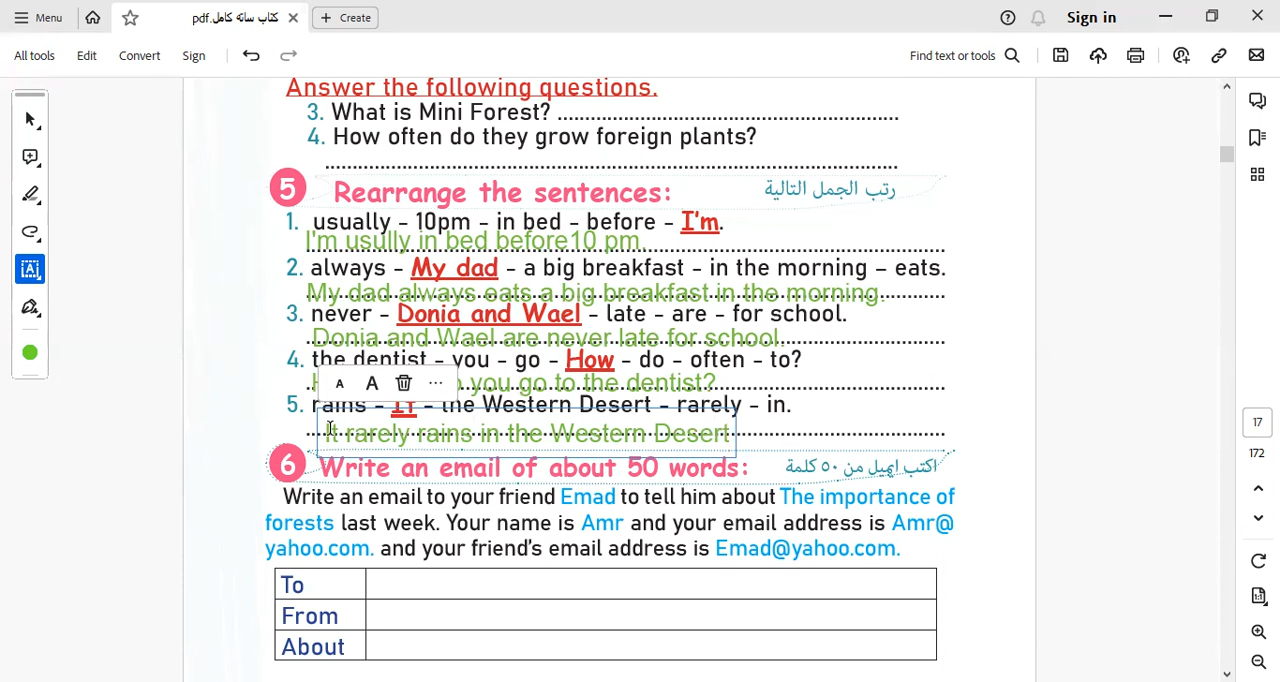 Menu
كتاب ساته كامل.pdf
Create
Sign in
All tools Edit Convert Sign
Find text or tools
Answer the following questions.
3. What is Mini Forest? ....................................................
4. How often do they grow foreign plants?
........................................................................................
5 Rearrange the sentences: رتب الجمل التالية
1. usually - 10pm - in bed - before - I'm.
I'm usully in bed before10 pm.
2. always - My dad - a big breakfast - in the morning - eats.
My dad always eats a big breakfast in the morning.
3. never - Donia and Wael - late - are - for school.
Donia and Wael are never late for school.
4. the dentist - you - go - How - do - often - to?
you go to the dentist?
5. rains - It - the Western Desert - rarely - in.
It rarely rains in the Western Desert
6 Write an email of about 50 words: اكتب ايميل من ٥٠ كلمة
Write an email to your friend Emad to tell him about The importance of
forests last week. Your name is Amr and your email address is Amr@
yahoo.com. and your friend's email address is Emad@yahoo.com.
To
From
About
17
172